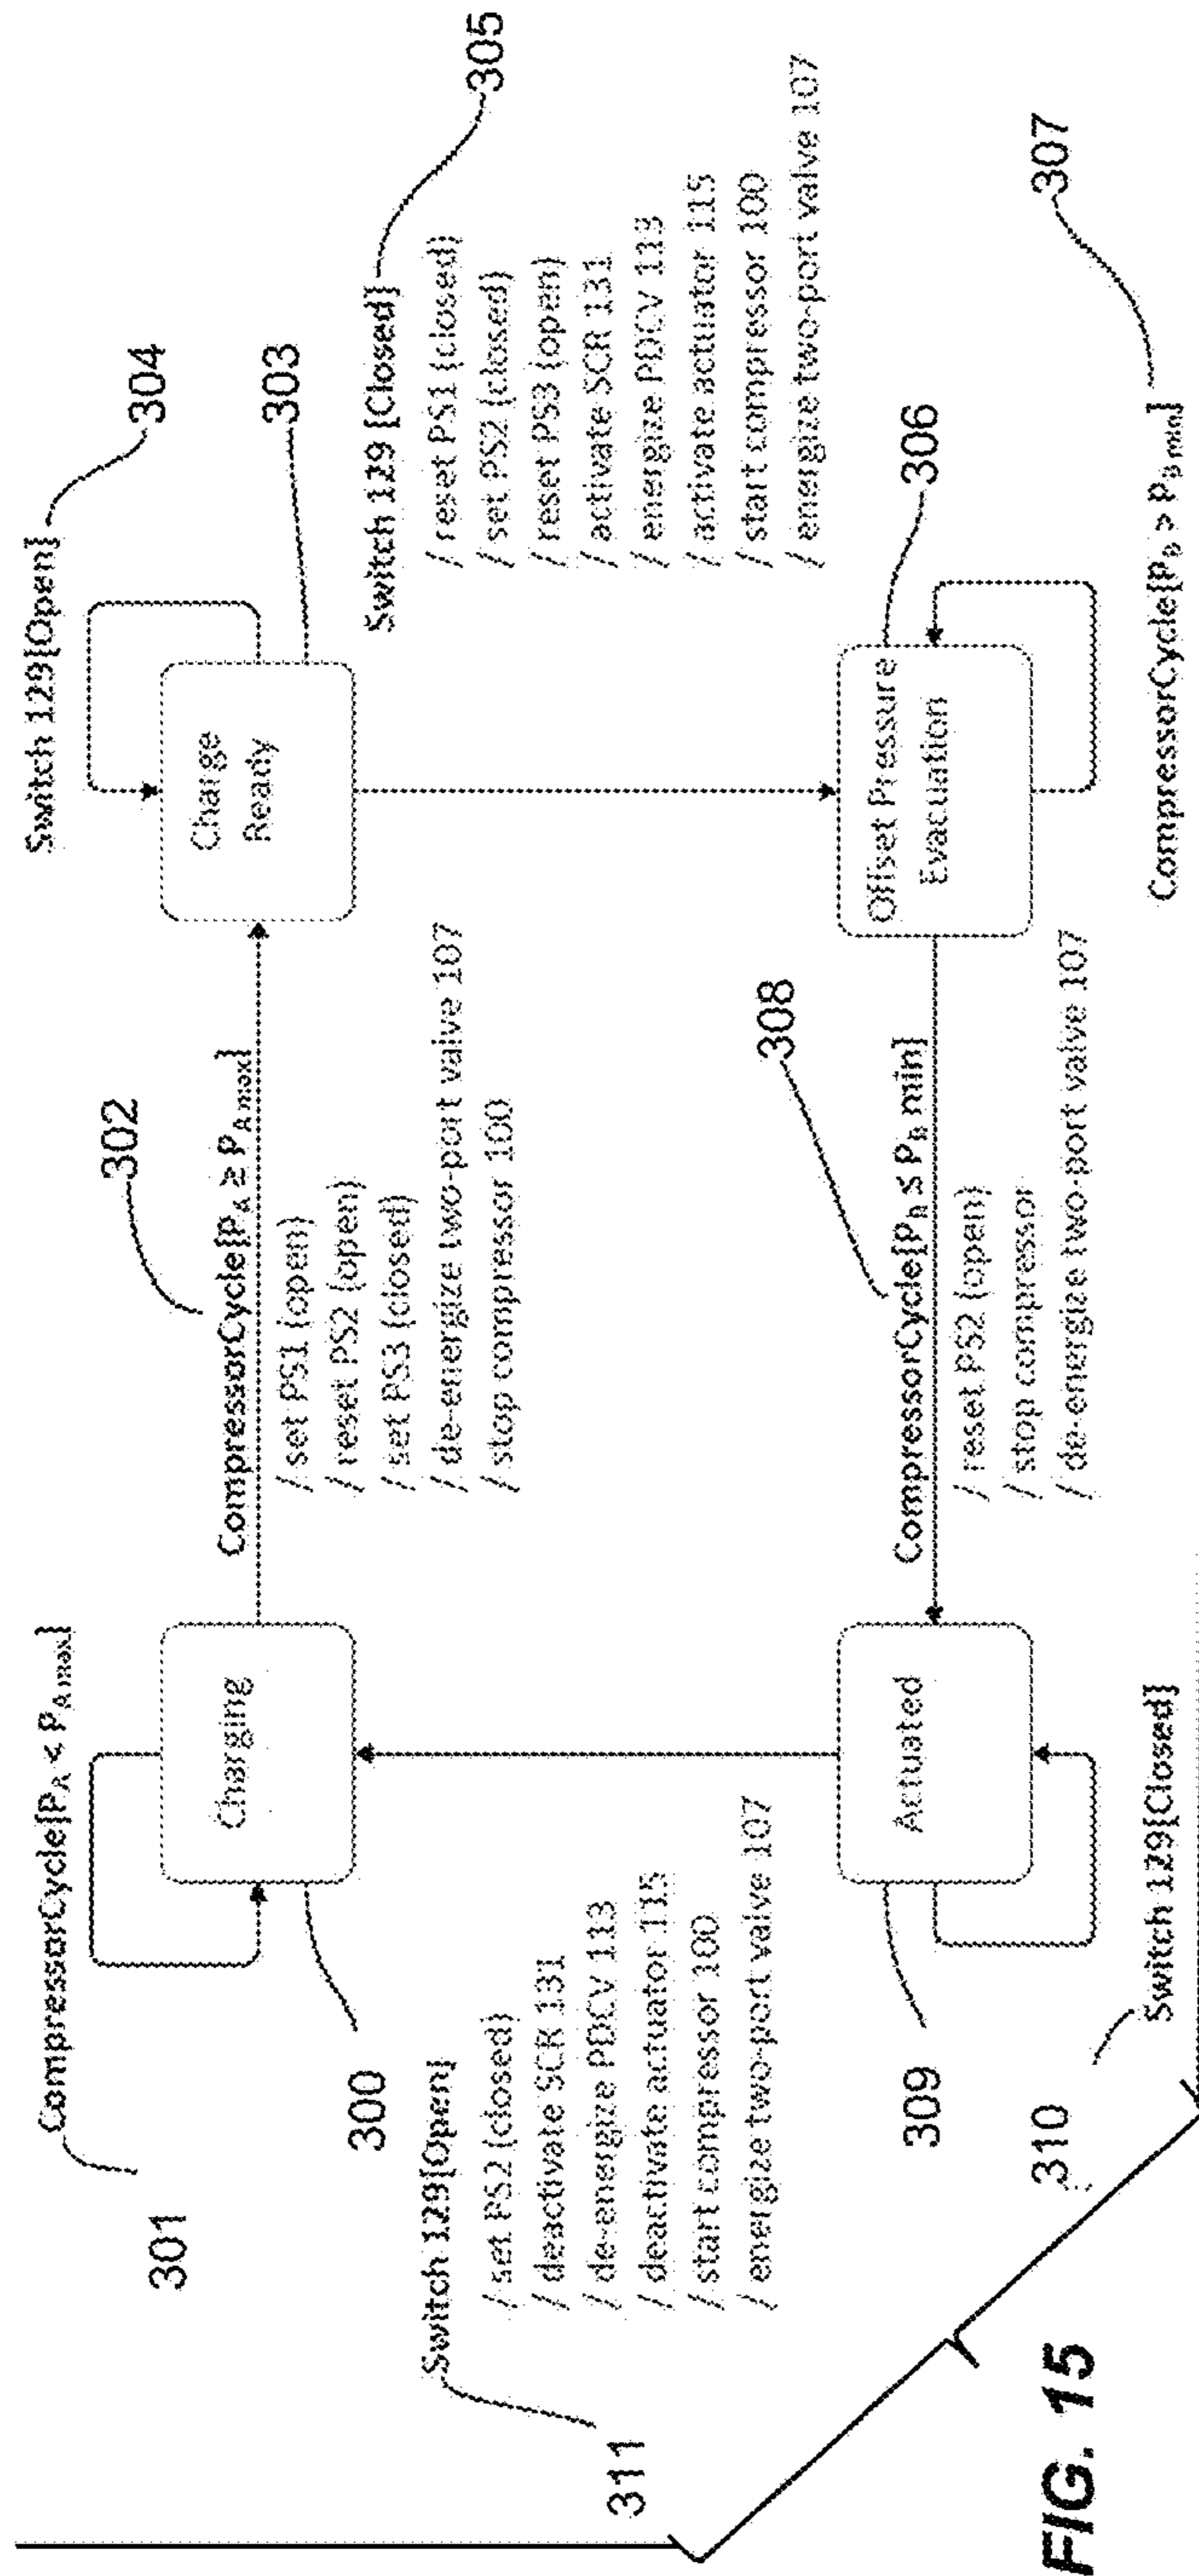 CompressorCycle[PA < PA max]
301
Charging
300
302
CompressorCycle[PA ≥ PA max]
/ set PS1 (open)
/ reset PS2 (open)
/ set PS3 (closed)
/ de-energize two-port valve 107
/ stop compressor 100
Switch 129[Open]
304
Charge
Ready
303
Switch 129 [Closed]
305
/ reset PS1 (closed)
/ set PS2 (closed)
/ reset PS3 (open)
/ activate SCR 131
/ energize PDCV 113
/ activate actuator 115
/ start compressor 100
/ energize two-port valve 107
Switch 129[Open]
311
/ set PS2 (closed)
/ deactivate SCR 131
/ de-energize PDCV 113
/ deactivate actuator 115
/ start compressor 100
/ energize two-port valve 107
Actuated
309
310
Switch 129[Closed]
308
CompressorCycle[PB ≤ PB min]
/ reset PS2 (open)
/ stop compressor
/ de-energize two-port valve 107
Offset Pressure
Evacuation
306
307
CompressorCycle[PB > PB min]
FIG. 15